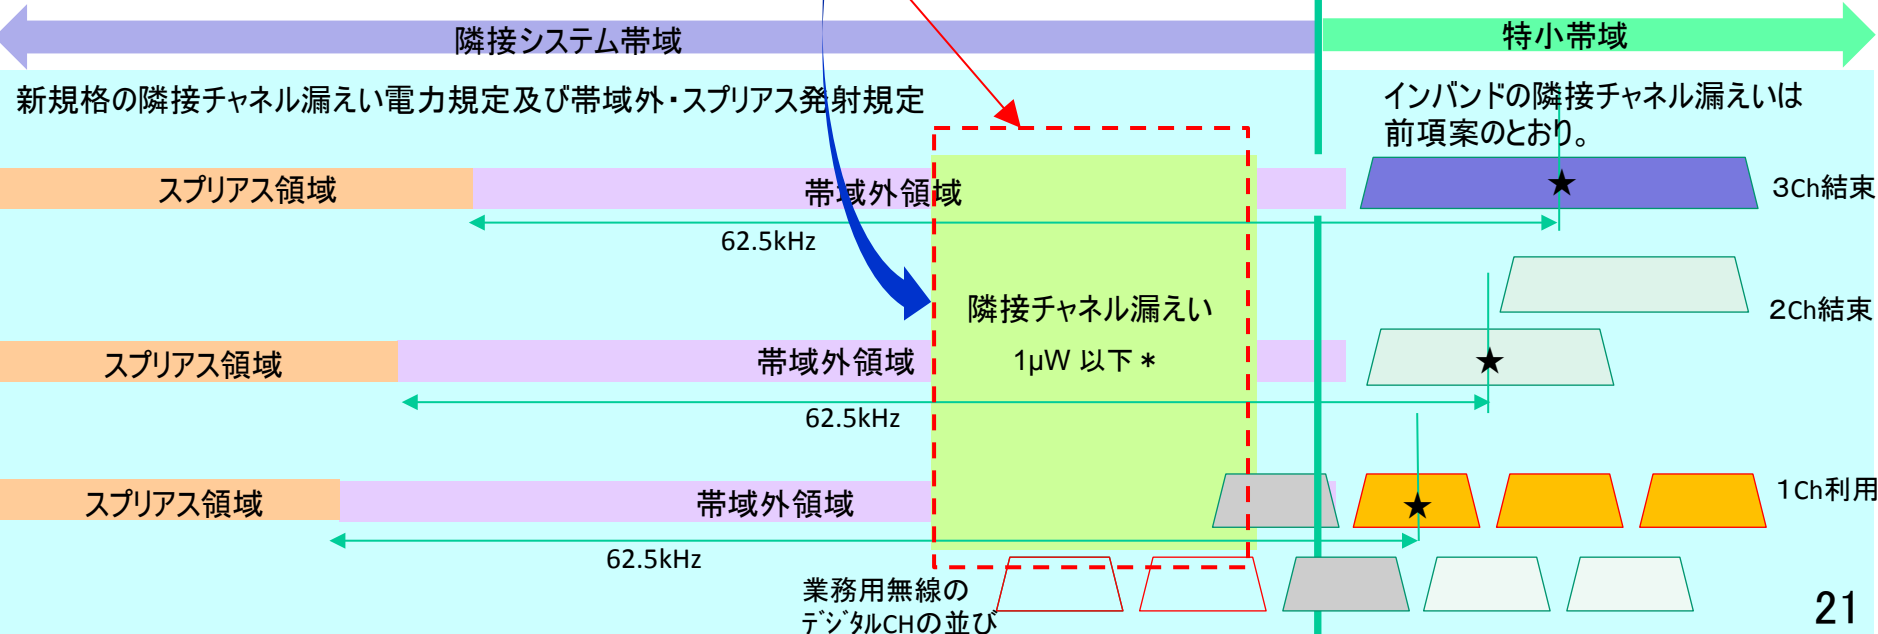 隣接システム帯域
特小帯域
新規格の隣接チャネル漏えい電力規定及び帯域外・スプリアス発射規定
インバンドの隣接チャネル漏えいは
前項案のとおり。
スプリアス領域
帯域外領域
★
3Ch結束
62.5kHz
隣接チャネル漏えい
1μW 以下*
2Ch結束
スプリアス領域
帯域外領域
★
62.5kHz
スプリアス領域
帯域外領域
★
1Ch利用
62.5kHz
業務用無線の
ﾃﾞｼﾞﾀﾙCHの並び
21